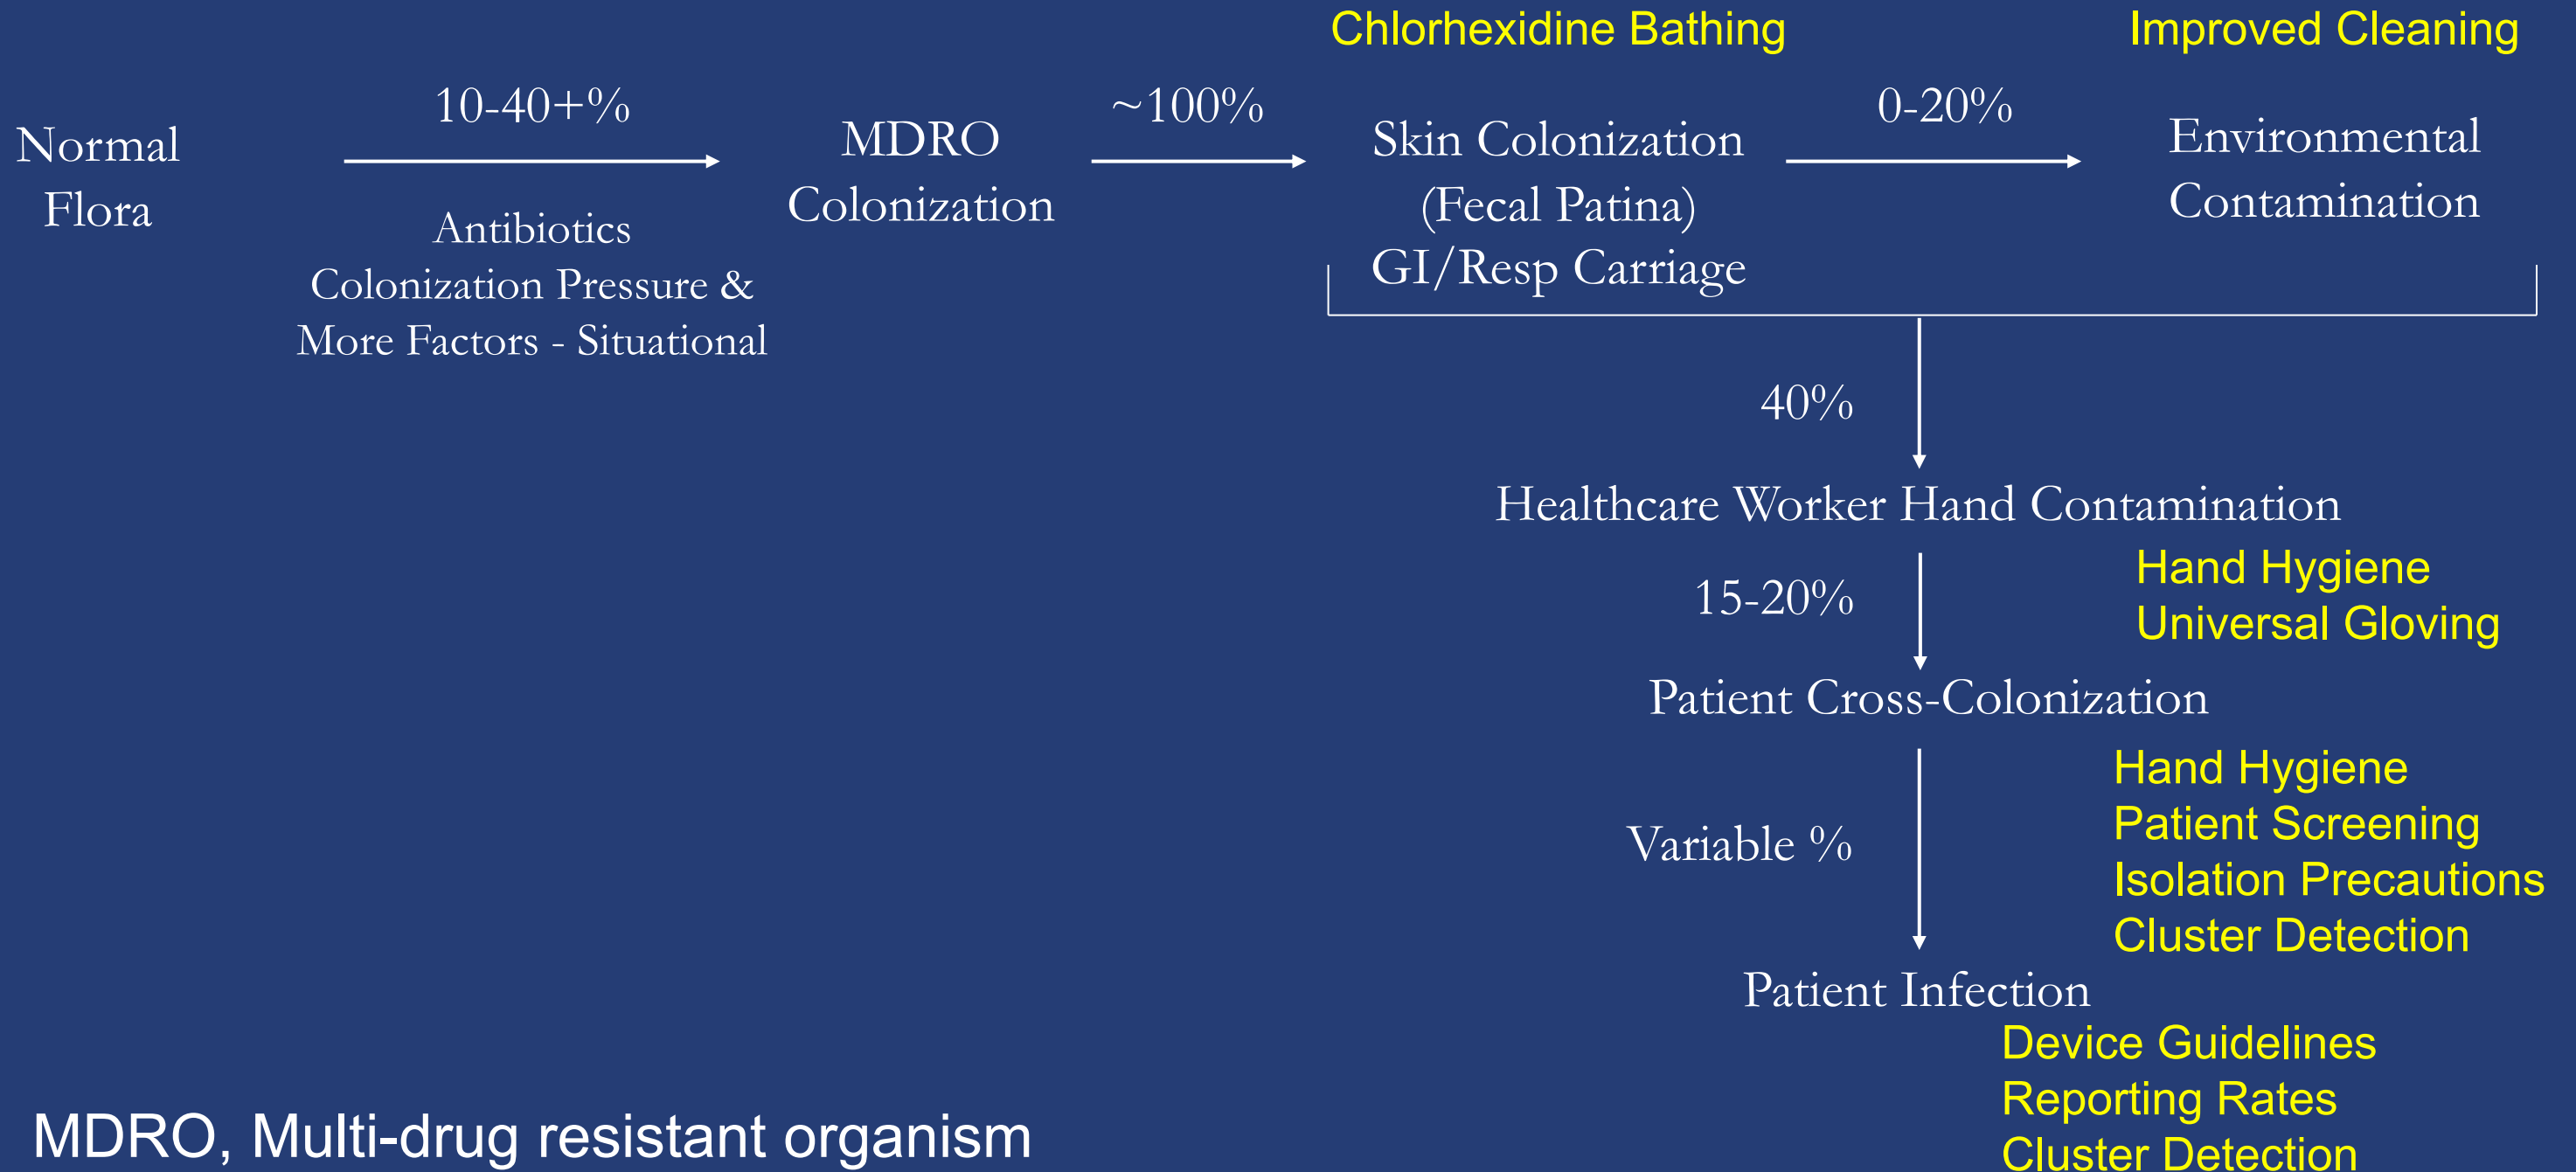 Chlorhexidine Bathing
Improved Cleaning
Normal
Flora
10-40+%
Antibiotics
Colonization Pressure &
More Factors - Situational
MDRO
Colonization
~100%
Skin Colonization
(Fecal Patina)
GI/Resp Carriage
0-20%
Environmental
Contamination
40%
Healthcare Worker Hand Contamination
15-20%
Hand Hygiene
Universal Gloving
Patient Cross-Colonization
Variable %
Hand Hygiene
Patient Screening
Isolation Precautions
Cluster Detection
Patient Infection
Device Guidelines
Reporting Rates
Cluster Detection
MDRO, Multi-drug resistant organism